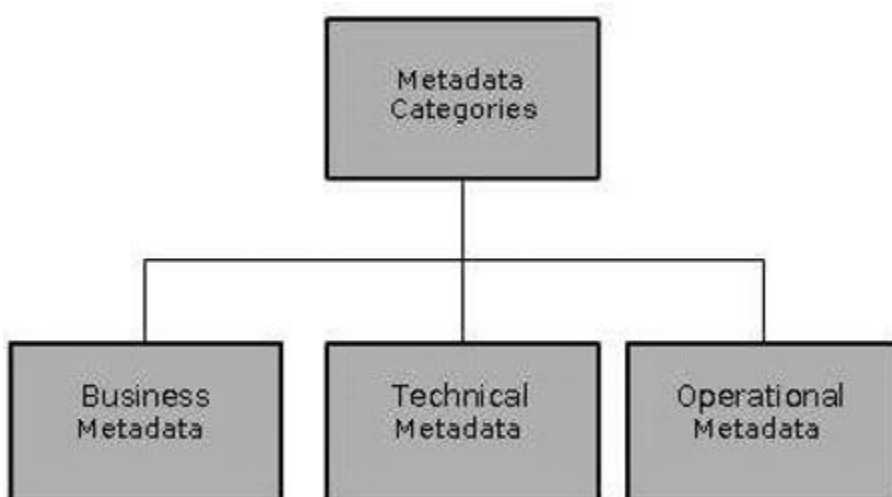 Metadata
Categories
Business
Metadata
Technical
Metadata
Operational
Metadata